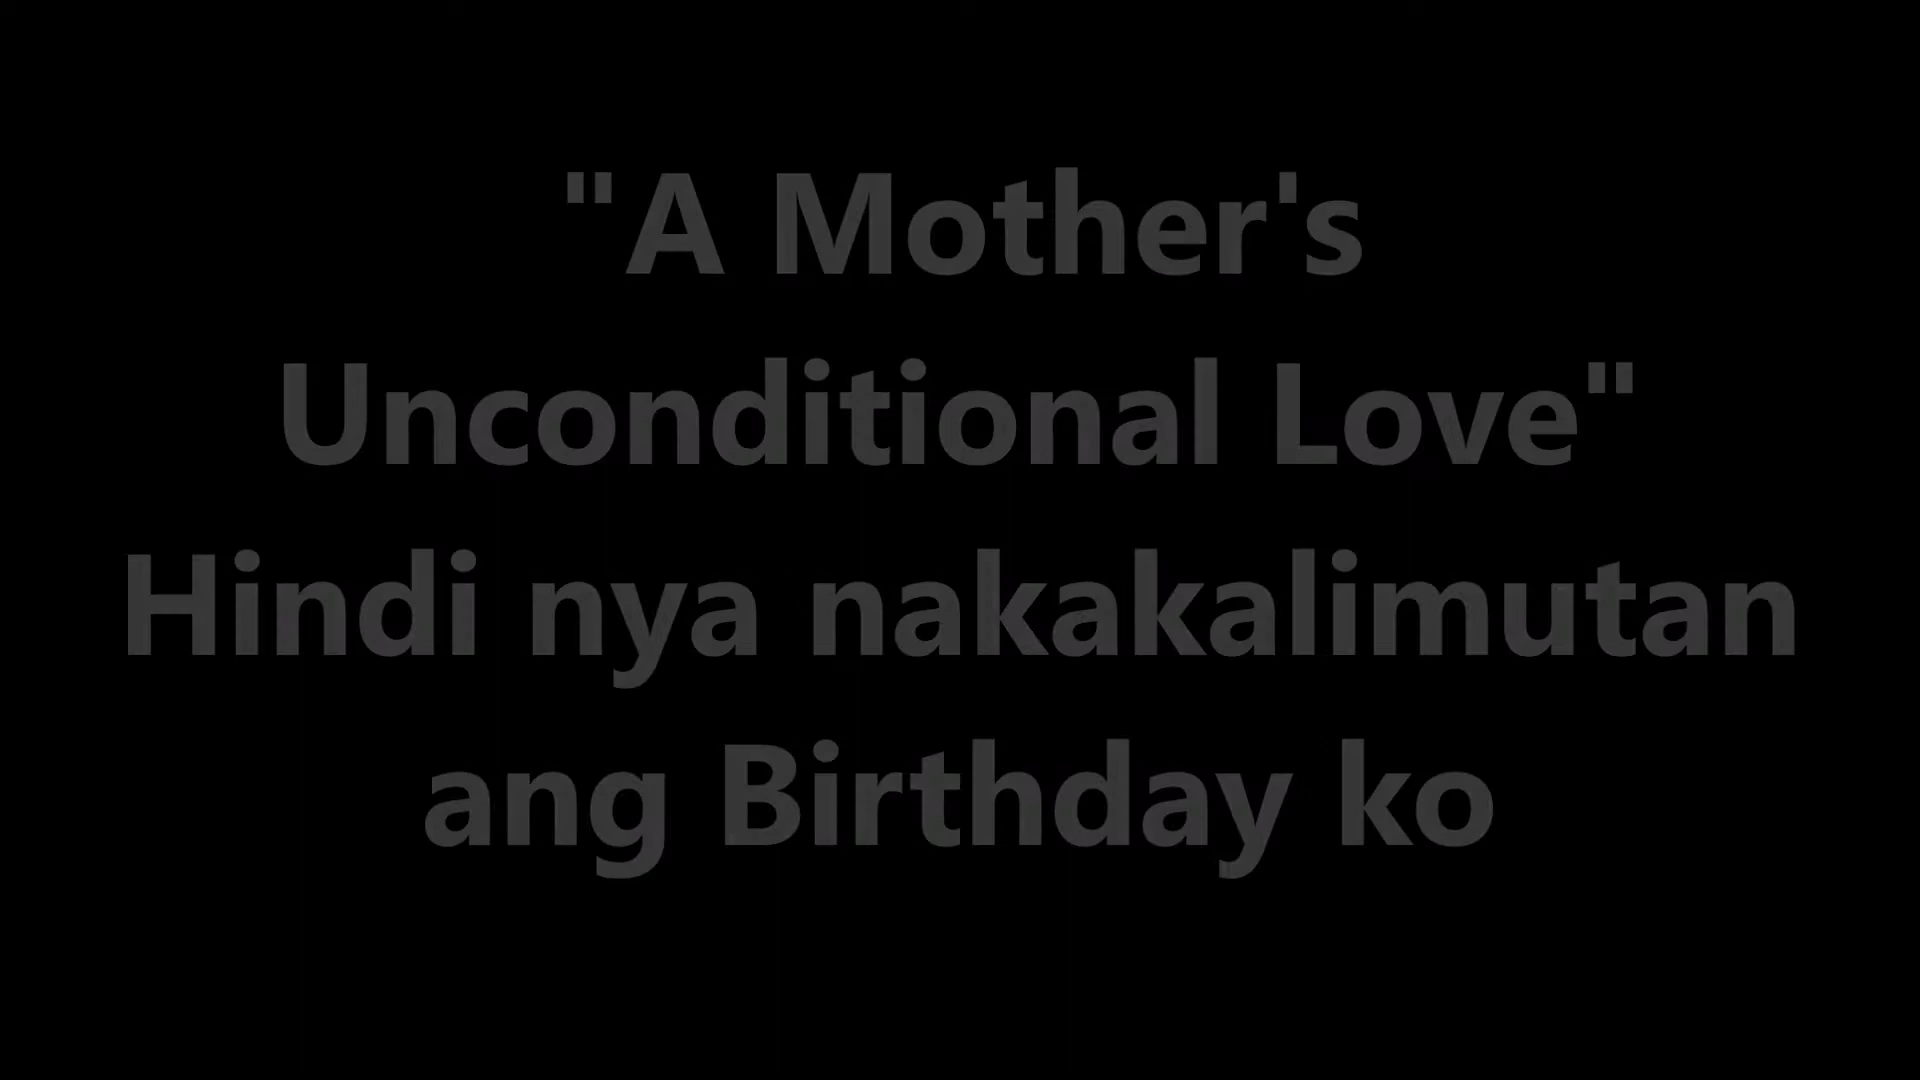 "A Mother's
Unconditional Love"
Hindi nya nakakalimutan
ang Birthday ko